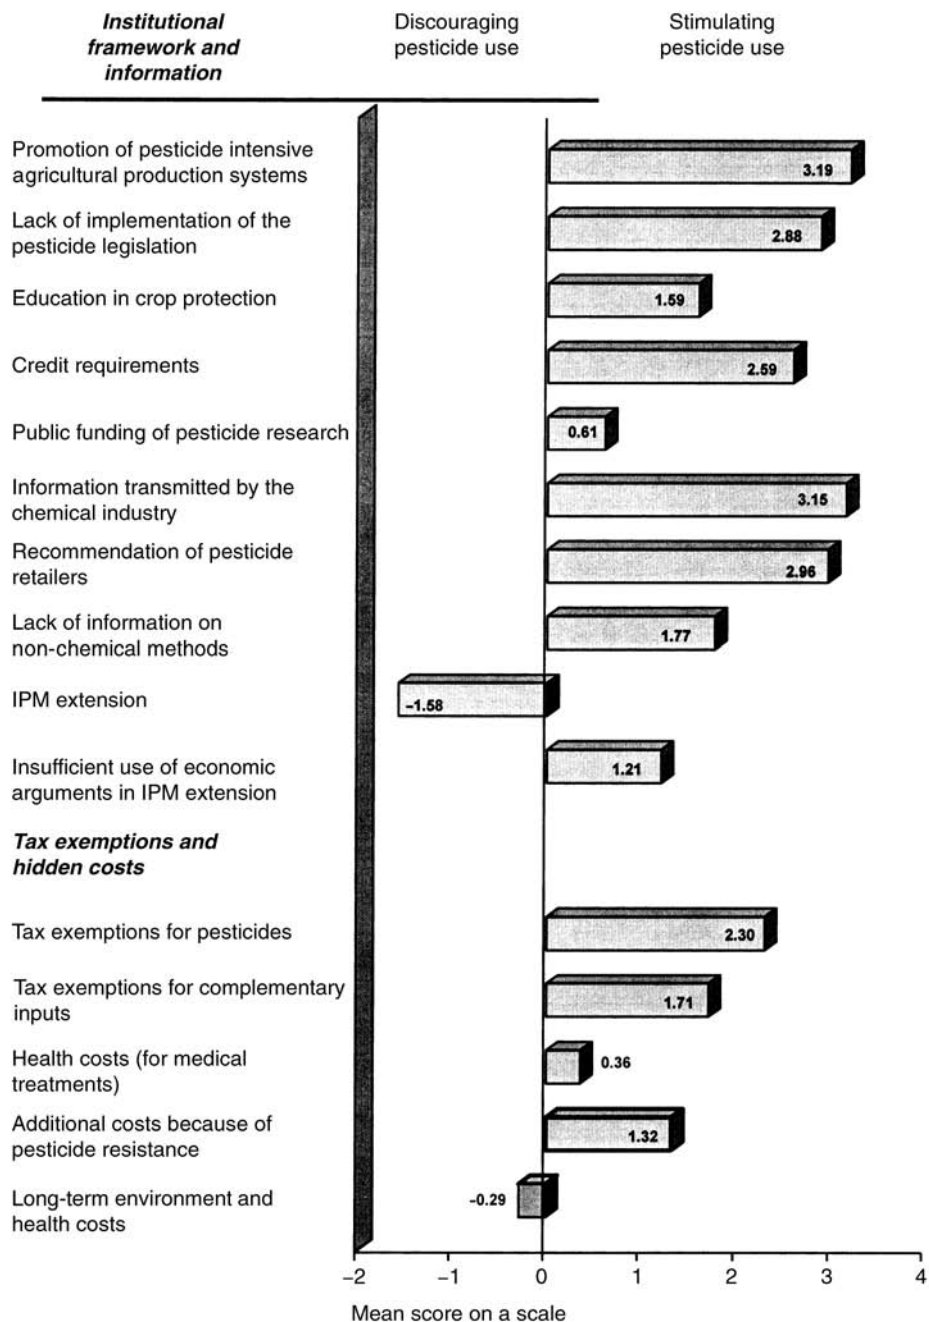 Institutional
framework and
information
Discouraging
pesticide use
Stimulating
pesticide use
Promotion of pesticide intensive
agricultural production systems
3.19
Lack of implementation of the
pesticide legislation
2.88
Education in crop protection
1.59
Credit requirements
2.59
Public funding of pesticide research
0.61
Information transmitted by the
chemical industry
3.15
Recommendation of pesticide
retailers
2.96
Lack of information on
non-chemical methods
1.77
IPM extension
–1.58
Insufficient use of economic
arguments in IPM extension
1.21
Tax exemptions and
hidden costs
Tax exemptions for pesticides
2.30
Tax exemptions for complementary
inputs
1.71
Health costs (for medical
treatments)
0.36
Additional costs because of
pesticide resistance
1.32
Long-term environment and
health costs
-0.29
–2 –1 0 1 2 3 4
Mean score on a scale